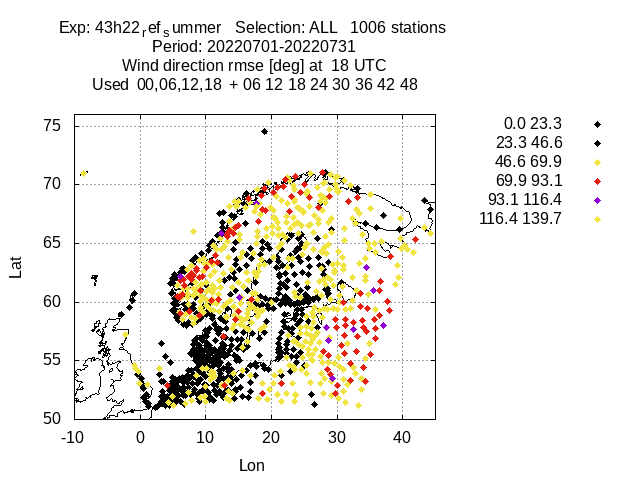 Exp: 43h22refsummer Selection: ALL 1006 stations
Period: 20220701-20220731
Wind direction rmse [deg] at 18 UTC
Used 00,06,12,18 + 06 12 18 24 30 36 42 48
0.0 23.3
23.3 46.6
46.6 69.9
69.9 93.1
93.1 116.4
116.4 139.7
75
70
65
60
55
50
Lat
-10 0 10 20 30 40
Lon